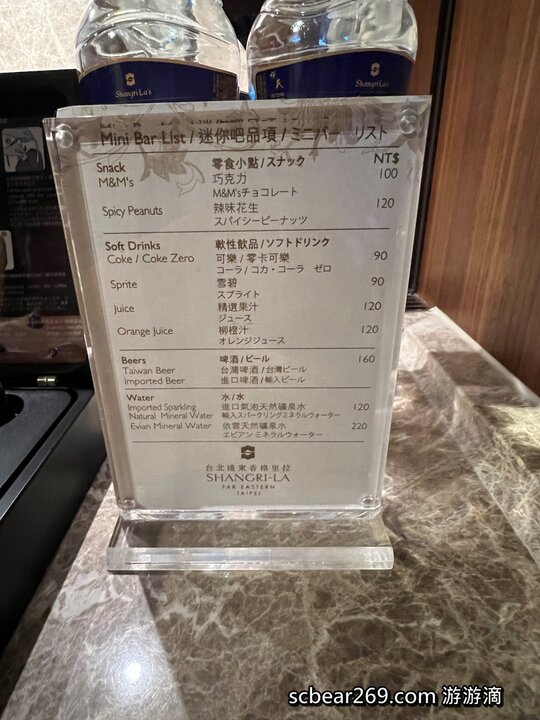 Shangri-La's
Shangri-La's
Mini Bar List / 迷你吧品項 / ミニバー リスト
NT$
Snack 零食小點 / スナック
M&M's 巧克力 100
M&M'sチョコレート
Spicy Peanuts 辣味花生 120
スパイシーピーナッツ
Soft Drinks 軟性飲品 / ソフトドリンク
Coke / Coke Zero 可樂 / 零卡可樂 90
コーラ / コカ・コーラ ゼロ
Sprite 雪碧 90
スプライト
Juice 精選果汁 120
ジュース
Orange Juice 柳橙汁 120
オレンジジュース
Beers 啤酒 / ビール 160
Taiwan Beer 台灣啤酒 / 台灣ビール
Imported Beer 進口啤酒 / 輸入ビール
Water 水 / 水
Imported Sparkling 進口氣泡天然礦泉水 120
Natural Mineral Water 輸入スパークリングミネラルウォーター
Evian Mineral Water 依雲天然礦泉水 220
エビアン ミネラルウォーター
台北遠東香格里拉
SHANGRI-LA
FAR EASTERN
TAIPEI
scbear269.com 游游滴